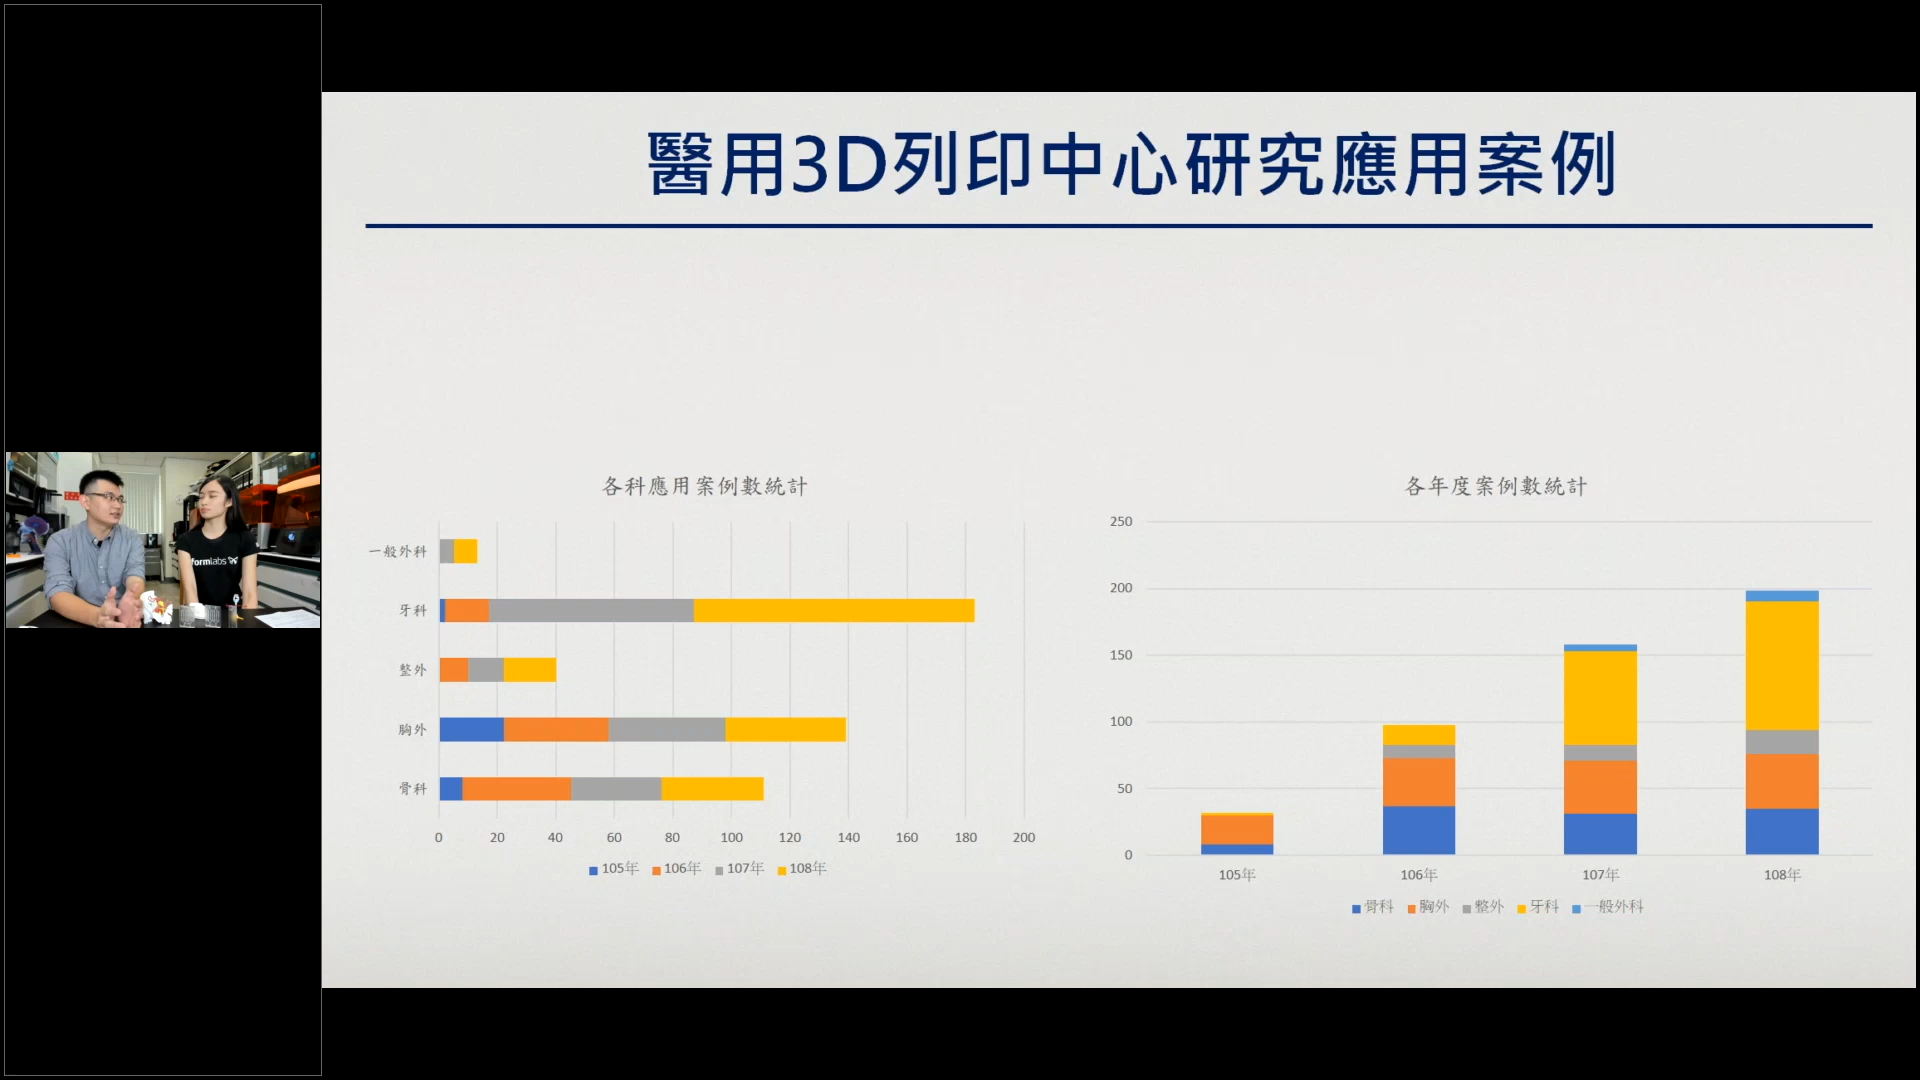 醫用3D列印中心研究應用案例
各科應用案例數統計
一般外科
牙科
整外
胸外
骨科
0 20 40 60 80 100 120 140 160 180 200
105年 106年 107年 108年
各年度案例數統計
250
200
150
100
50
0
105年 106年 107年 108年
骨科 胸外 整外 牙科 一般外科
formlabs